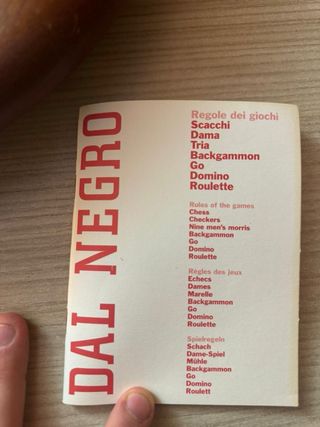 DAL NEGRO
Regole dei giochi
Scacchi
Dama
Tria
Backgammon
Go
Domino
Roulette
Rules of the games
Chess
Checkers
Nine men's morris
Backgammon
Go
Domino
Roulette
Règles des jeux
Echecs
Dames
Marelle
Backgammon
Go
Domino
Roulette
Spielregeln
Schach
Dame-Spiel
Mühle
Backgammon
Go
Domino
Roulett